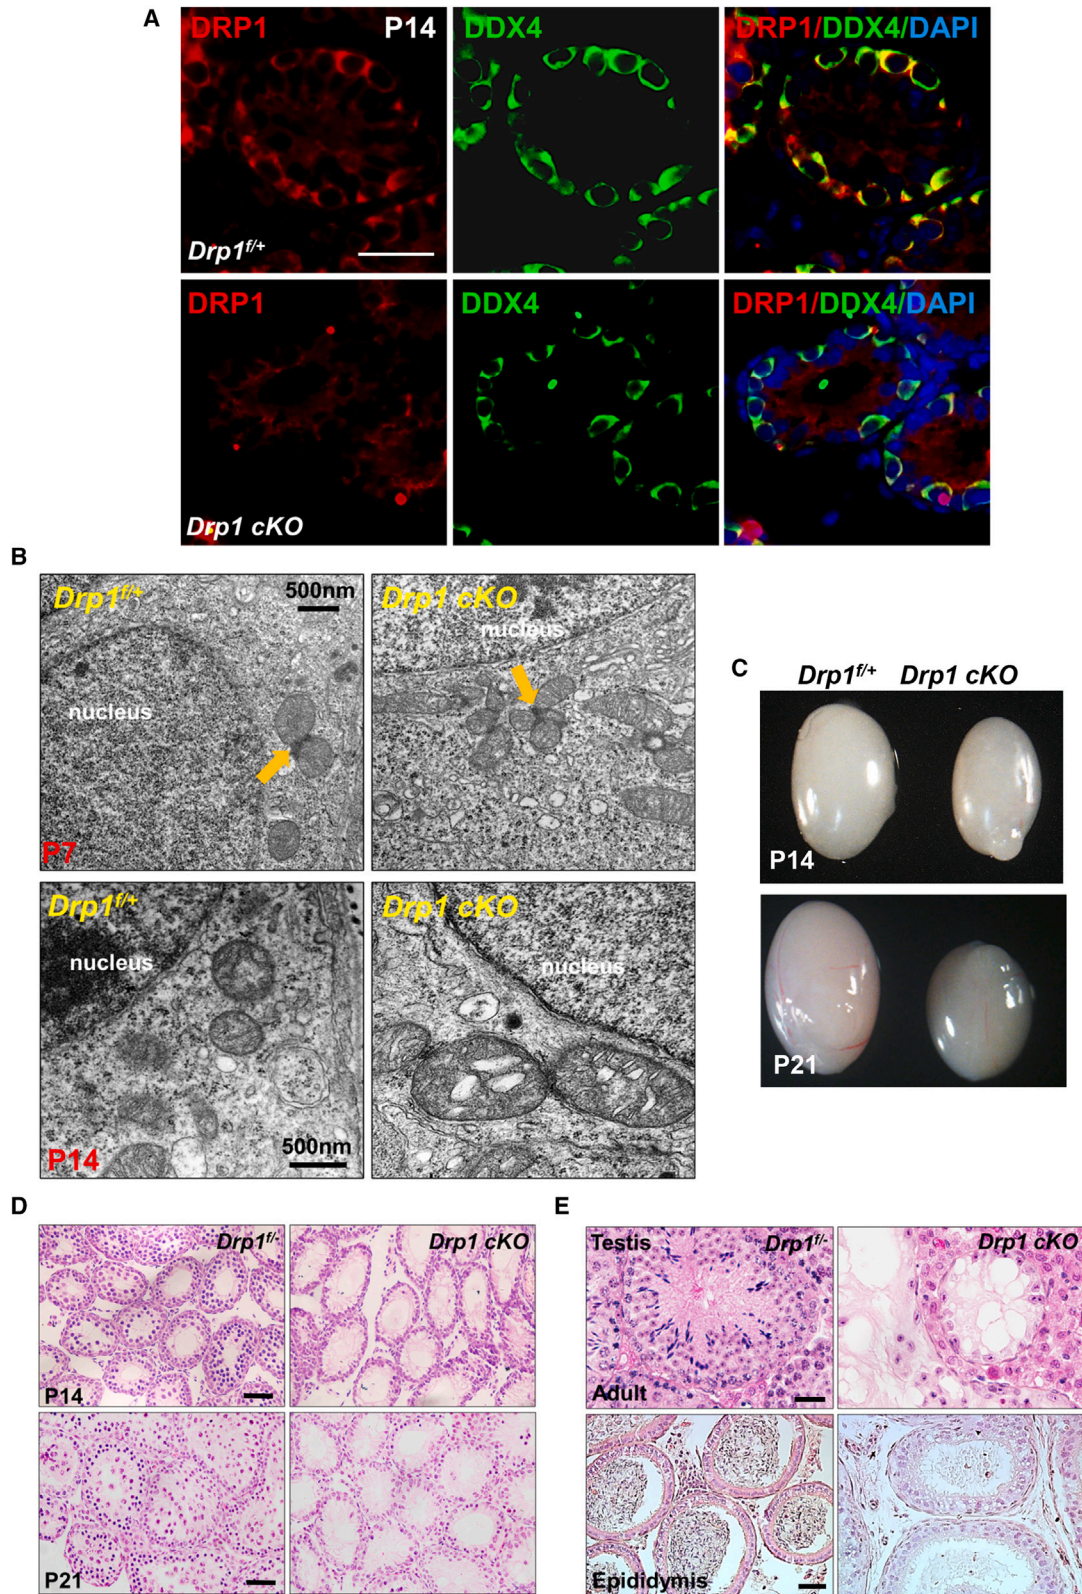 A
DRP1 P14 DDX4 DRP1/DDX4/DAPI
Drp1f/+
DRP1 DDX4 DRP1/DDX4/DAPI
Drp1 cKO
B
Drp1f/+ 500nm Drp1 cKO
nucleus
nucleus
P7
Drp1f/+ Drp1 cKO
nucleus nucleus
P14 500nm
C
Drp1f/+ Drp1 cKO
P14
P21
D
Drp1f/- Drp1 cKO
P14
P21
E
Testis Drp1f/- Drp1 cKO
Adult
Epididymis